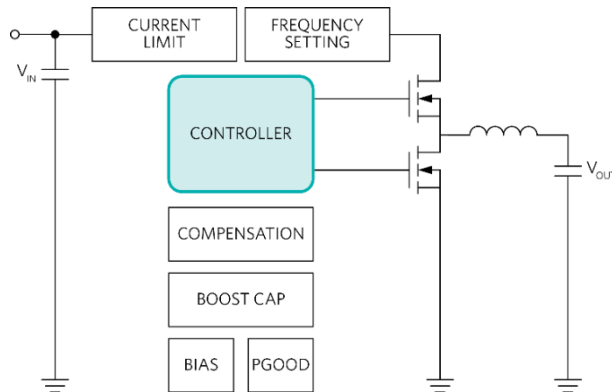 CURRENT
LIMIT
FREQUENCY
SETTING
VIN
CONTROLLER
VOUT
COMPENSATION
BOOST CAP
BIAS
PGOOD